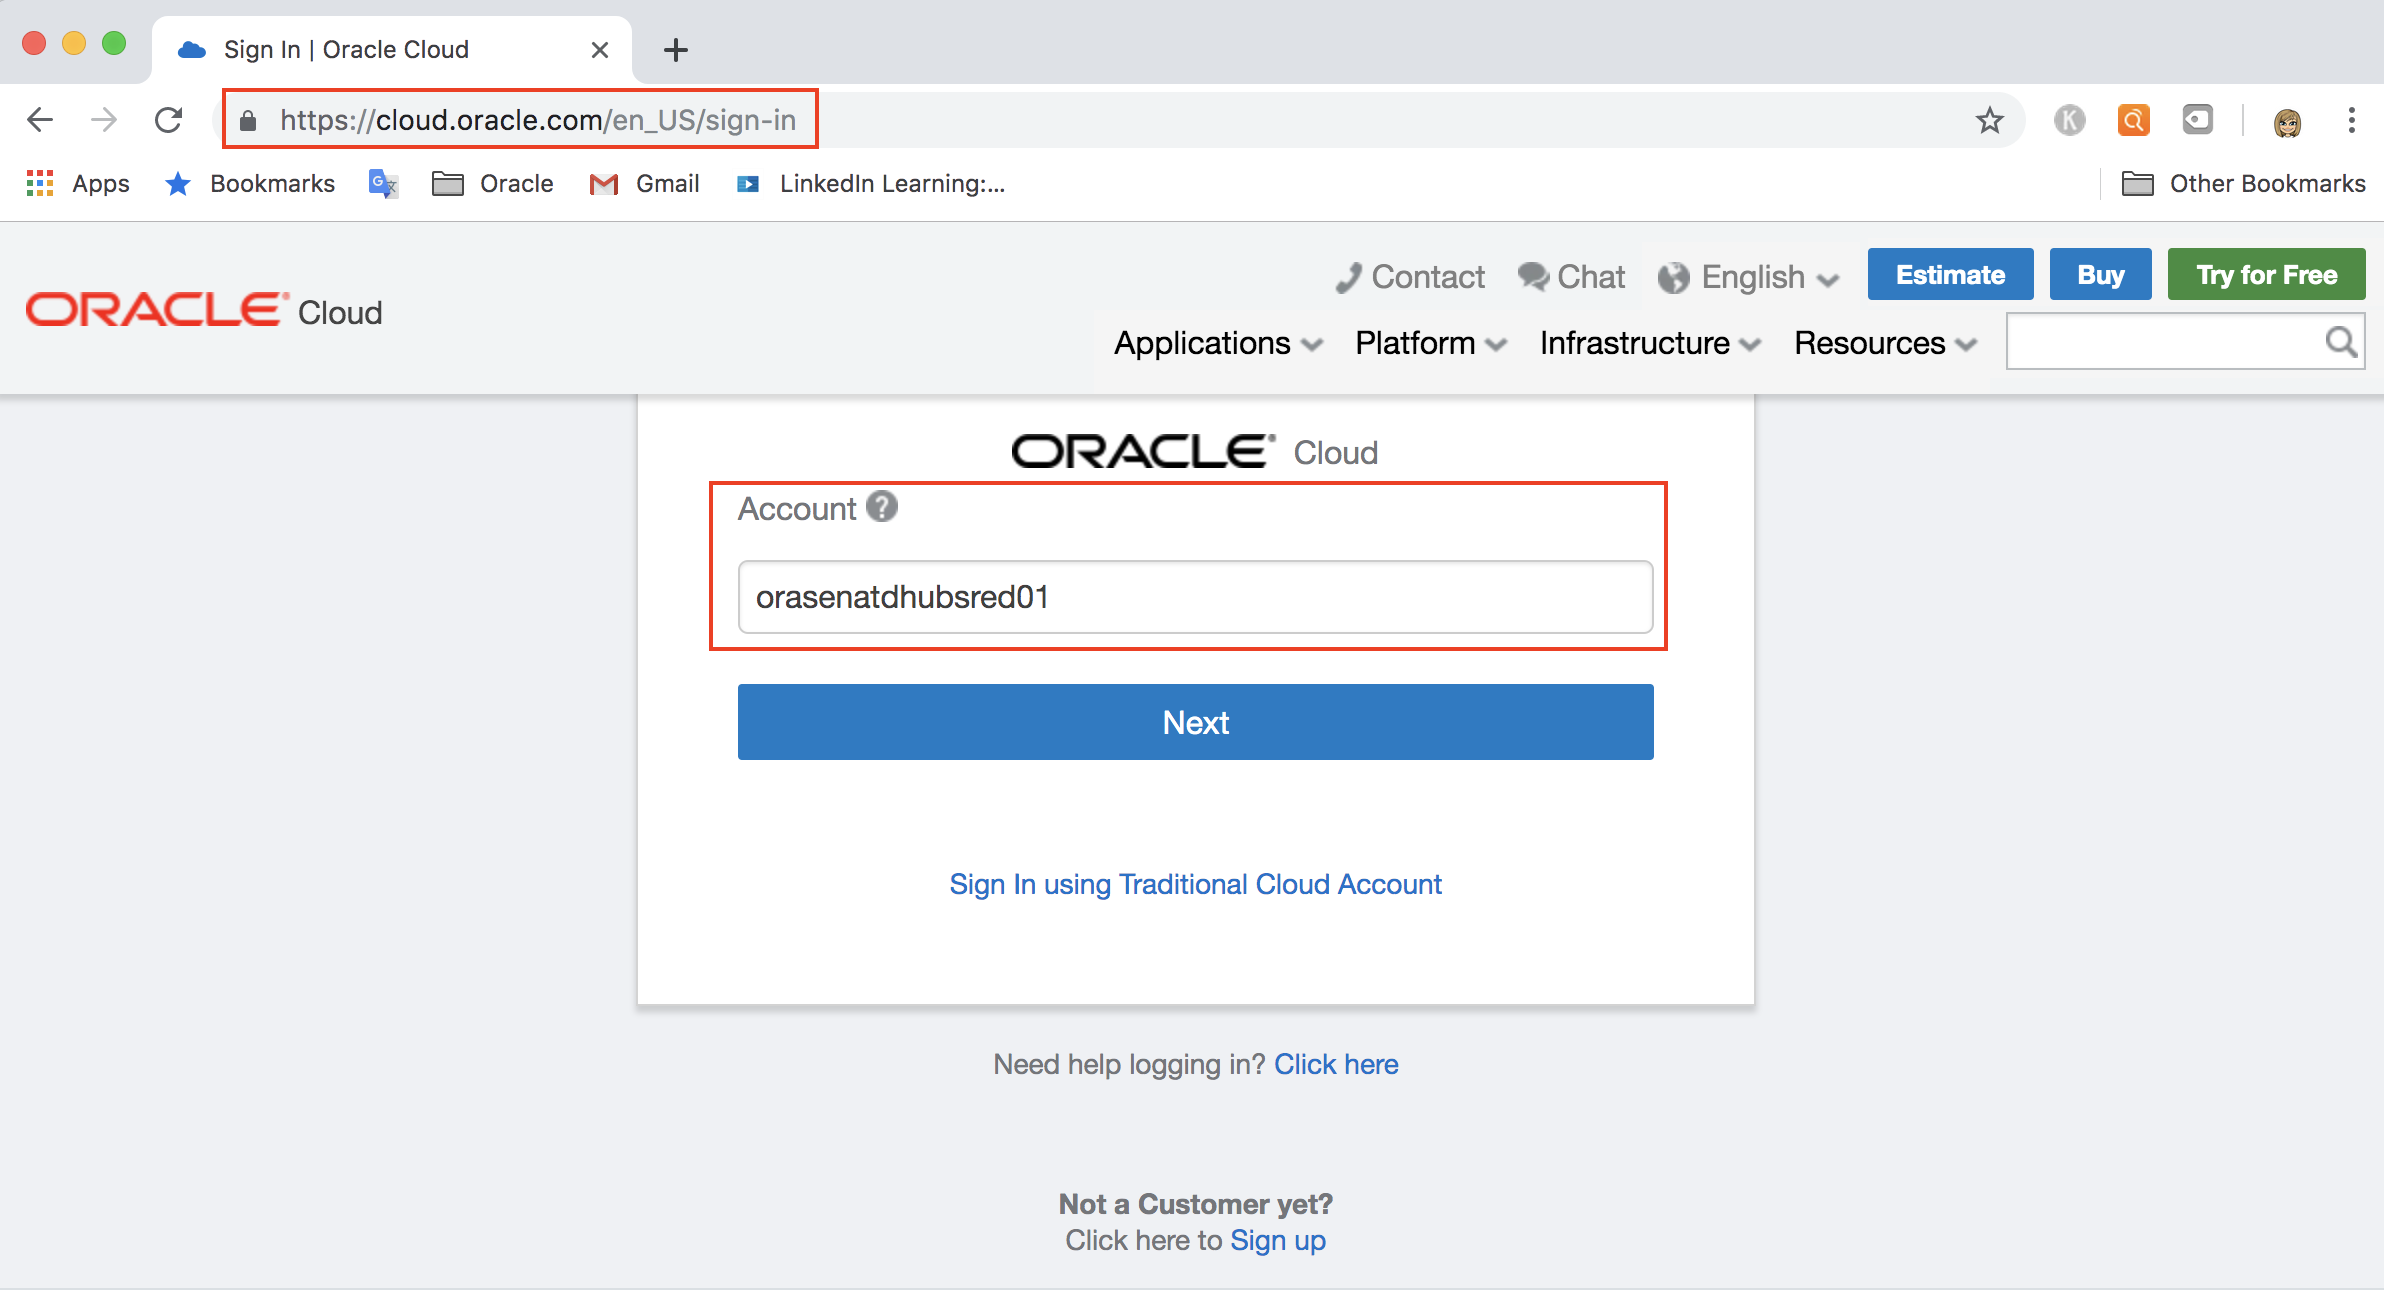 Sign In | Oracle Cloud
https://cloud.oracle.com/en_US/sign-in
K
Apps Bookmarks Oracle Gmail LinkedIn Learning:... Other Bookmarks
Contact Chat English Estimate Buy Try for Free
ORACLE Cloud
Applications Platform Infrastructure Resources
ORACLE Cloud
Account ?
orasenatdhubsred01
Next
Sign In using Traditional Cloud Account
Need help logging in? Click here
Not a Customer yet?
Click here to Sign up